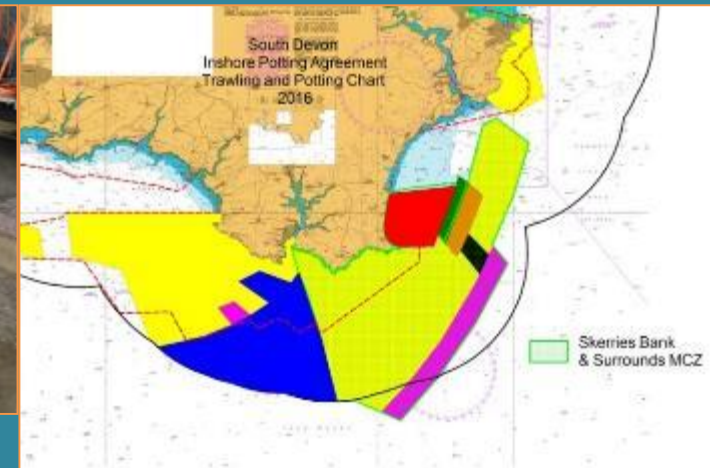 South Devon
Inshore Potting Agreement
Trawling and Potting Chart
2016
Skerries Bank
& Surrounds MCZ